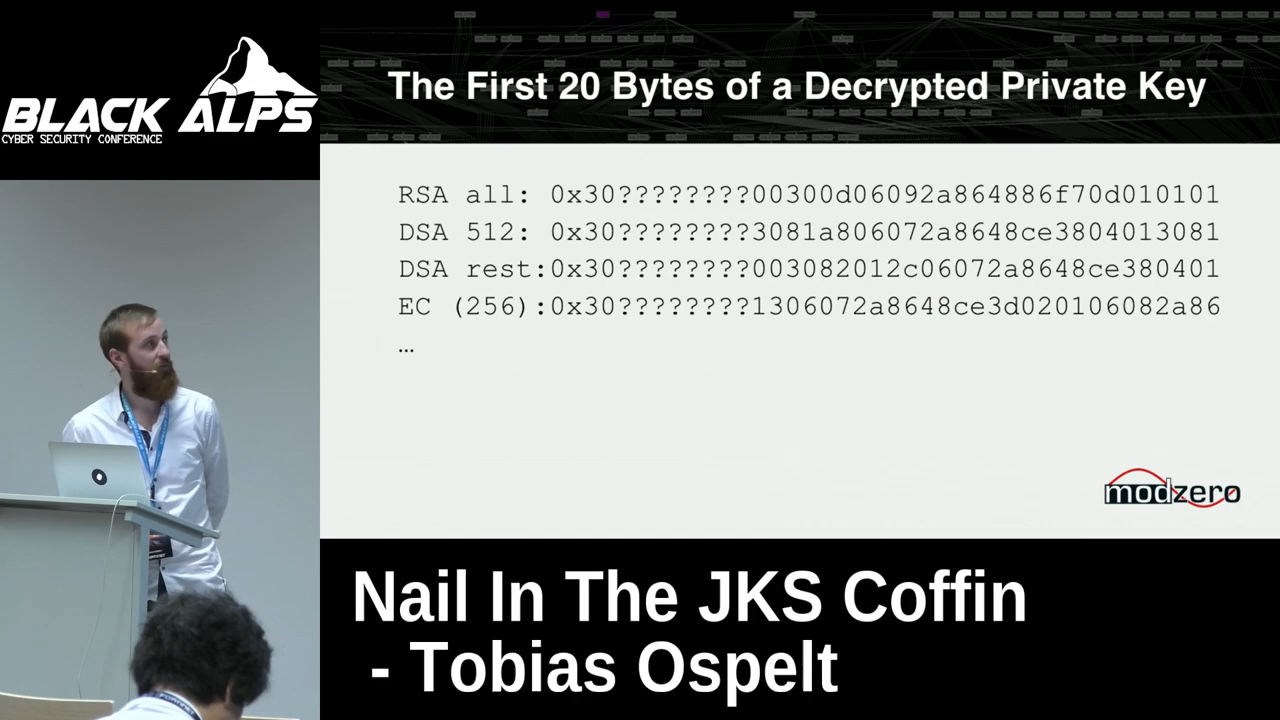 BLACK ALPS
CYBER SECURITY CONFERENCE
The First 20 Bytes of a Decrypted Private Key
RSA all: 0x30????????00300d06092a864886f70d010101
DSA 512: 0x30????????3081a806072a8648ce3804013081
DSA rest:0x30????????003082012c06072a8648ce380401
EC (256):0x30????????1306072a8648ce3d020106082a86
…
modzero
Nail In The JKS Coffin
- Tobias Ospelt
FORTINET